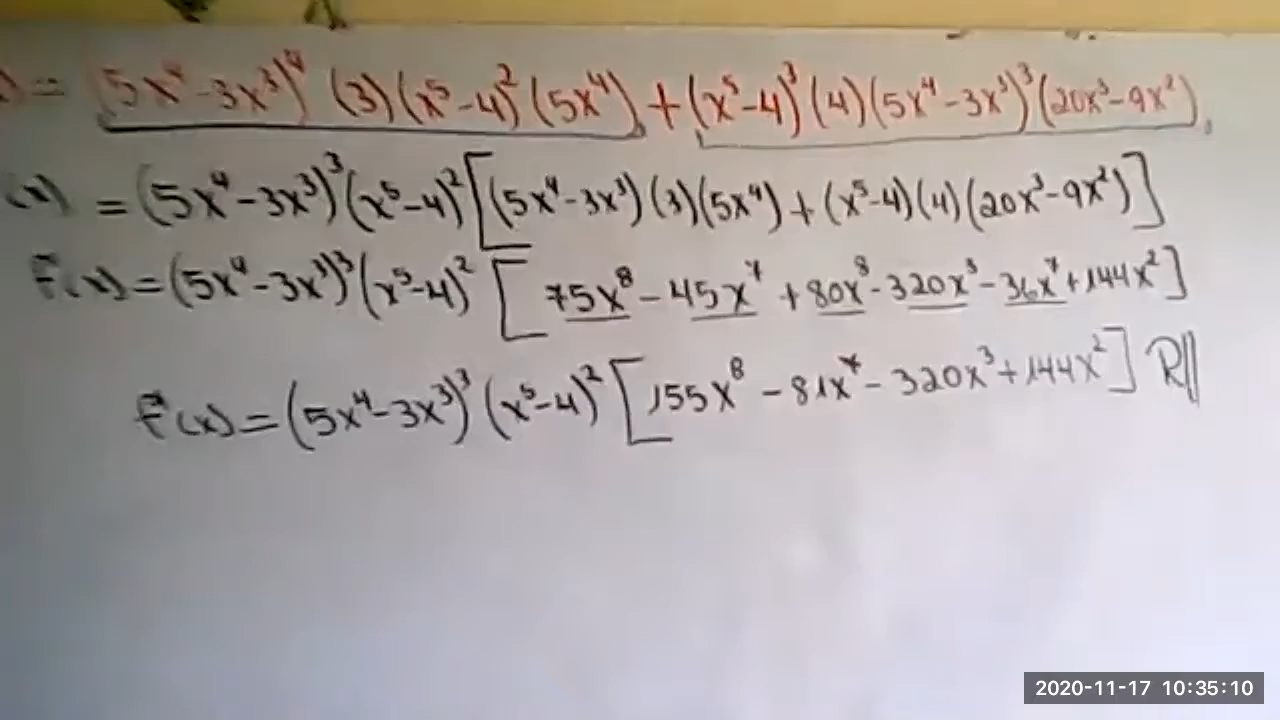 ) = (5x⁴-3x³)⁴ (3)(x⁵-4)²(5x⁴) + (x⁵-4)³(4)(5x⁴-3x³)³(20x³-9x²)
(x) = (5x⁴-3x³)³(x⁵-4)²[(5x⁴-3x³)(3)(5x⁴)+(x⁵-4)(4)(20x³-9x²)]
f'(x) = (5x⁴-3x³)³(x⁵-4)² [75x⁸-45x⁷+80x⁸-320x³-36x⁷+144x²]
f'(x) = (5x⁴-3x³)³(x⁵-4)² [155x⁸-81x⁷-320x³+144x²] R//
2020-11-17 10:35:10